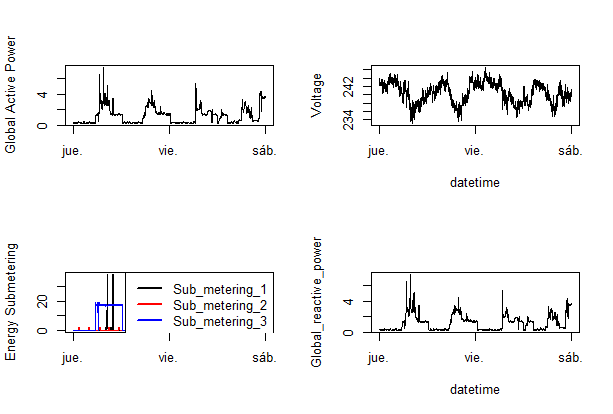 Global Active Power
4
0
jue.
vie.
sáb.
Voltage
242
234
jue.
vie.
sáb.
datetime
Energy Submetering
20
0
Sub_metering_1
Sub_metering_2
Sub_metering_3
jue.
vie.
sáb.
Global_reactive_power
4
0
jue.
vie.
sáb.
datetime